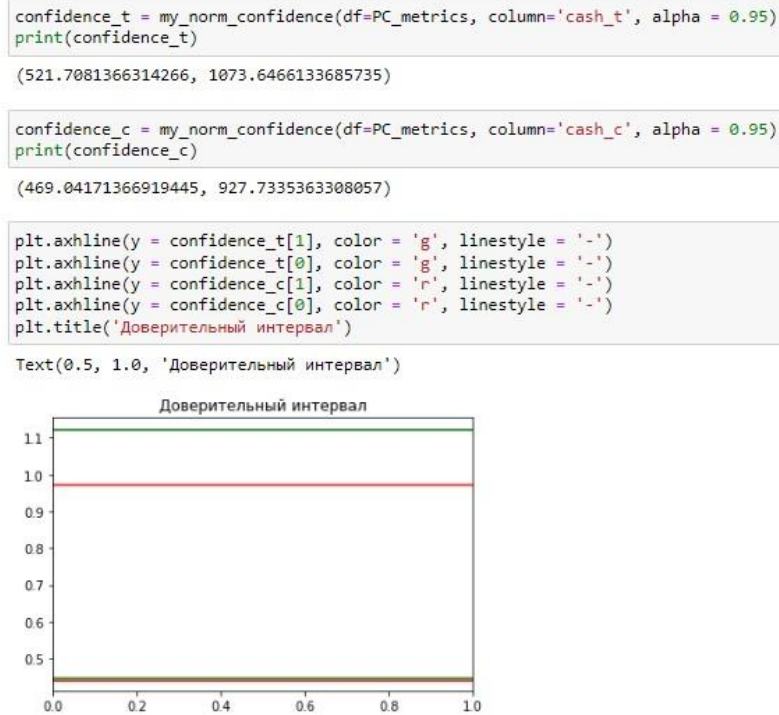 confidence_t = my_norm_confidence(df=PC_metrics, column='cash_t', alpha = 0.95)
print(confidence_t)
(521.7081366314266, 1073.6466133685735)
confidence_c = my_norm_confidence(df=PC_metrics, column='cash_c', alpha = 0.95)
print(confidence_c)
(469.04171366919445, 927.7335363308057)
plt.axhline(y = confidence_t[1], color = 'g', linestyle = '-')
plt.axhline(y = confidence_t[0], color = 'g', linestyle = '-')
plt.axhline(y = confidence_c[1], color = 'r', linestyle = '-')
plt.axhline(y = confidence_c[0], color = 'r', linestyle = '-')
plt.title('Доверительный интервал')
Text(0.5, 1.0, 'Доверительный интервал')
Доверительный интервал
1.1
1.0
0.9
0.8
0.7
0.6
0.5
0.0 0.2 0.4 0.6 0.8 1.0